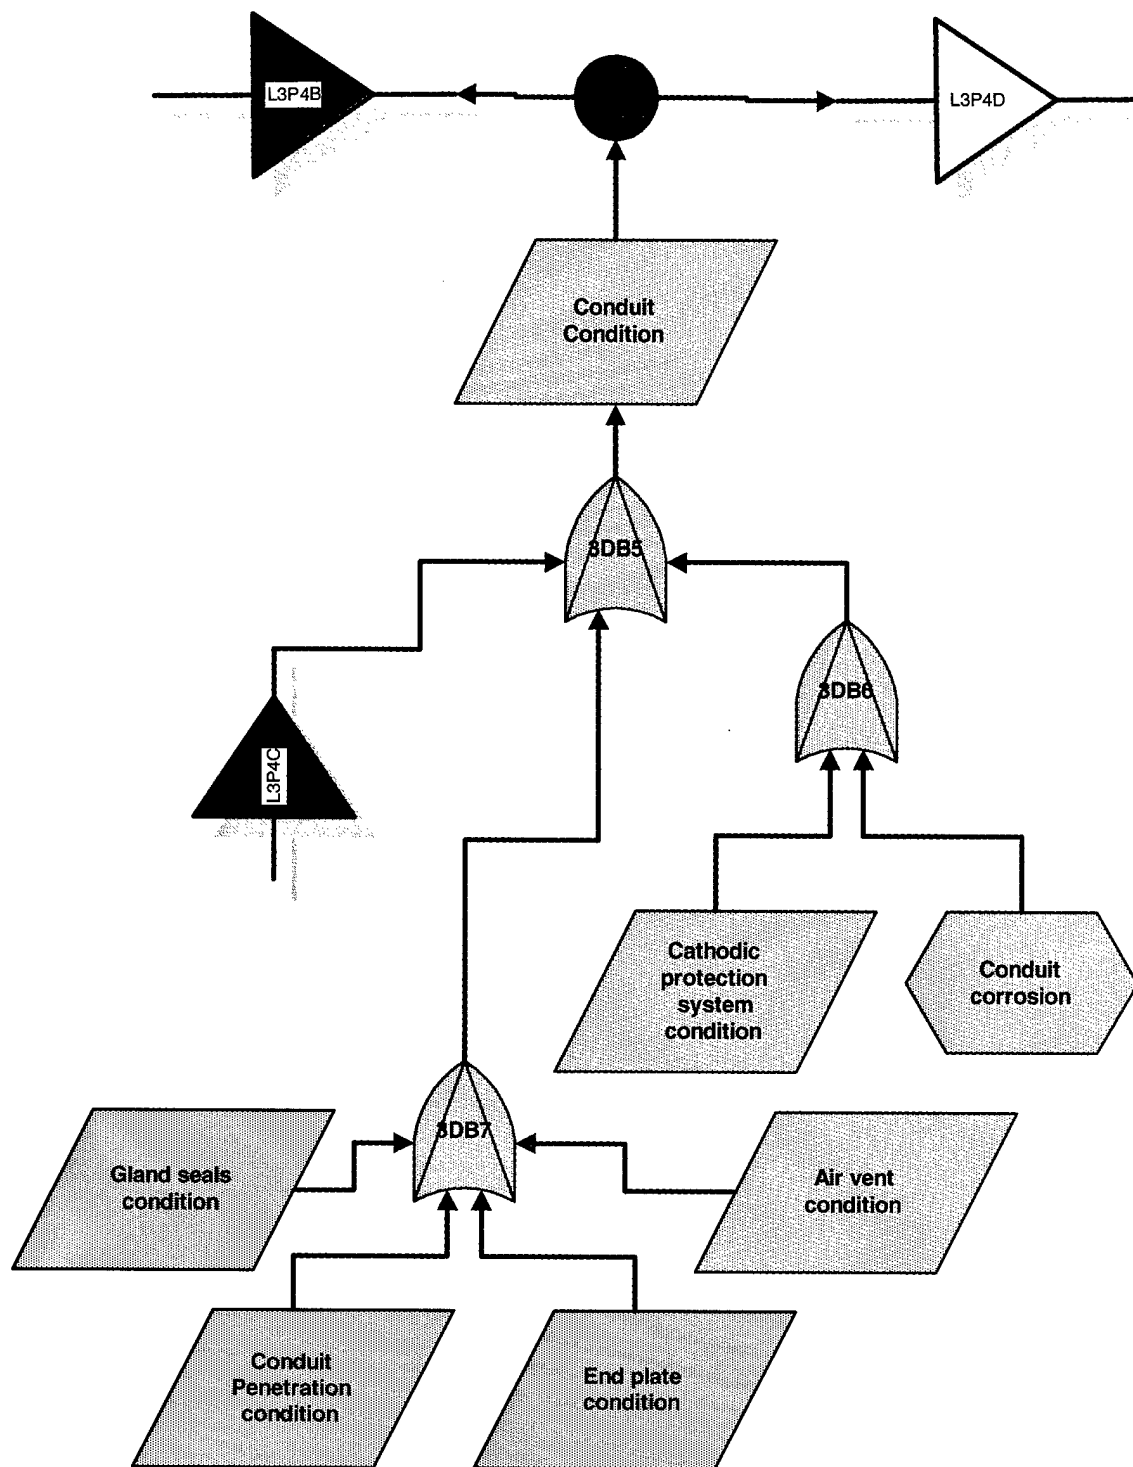 L3P4B
L3P4D
Conduit
Condition
3DB5
3DB6
L3P4C
Cathodic
protection
system
condition
Conduit
corrosion
3DB7
Gland seals
condition
Air vent
condition
Conduit
Penetration
condition
End plate
condition